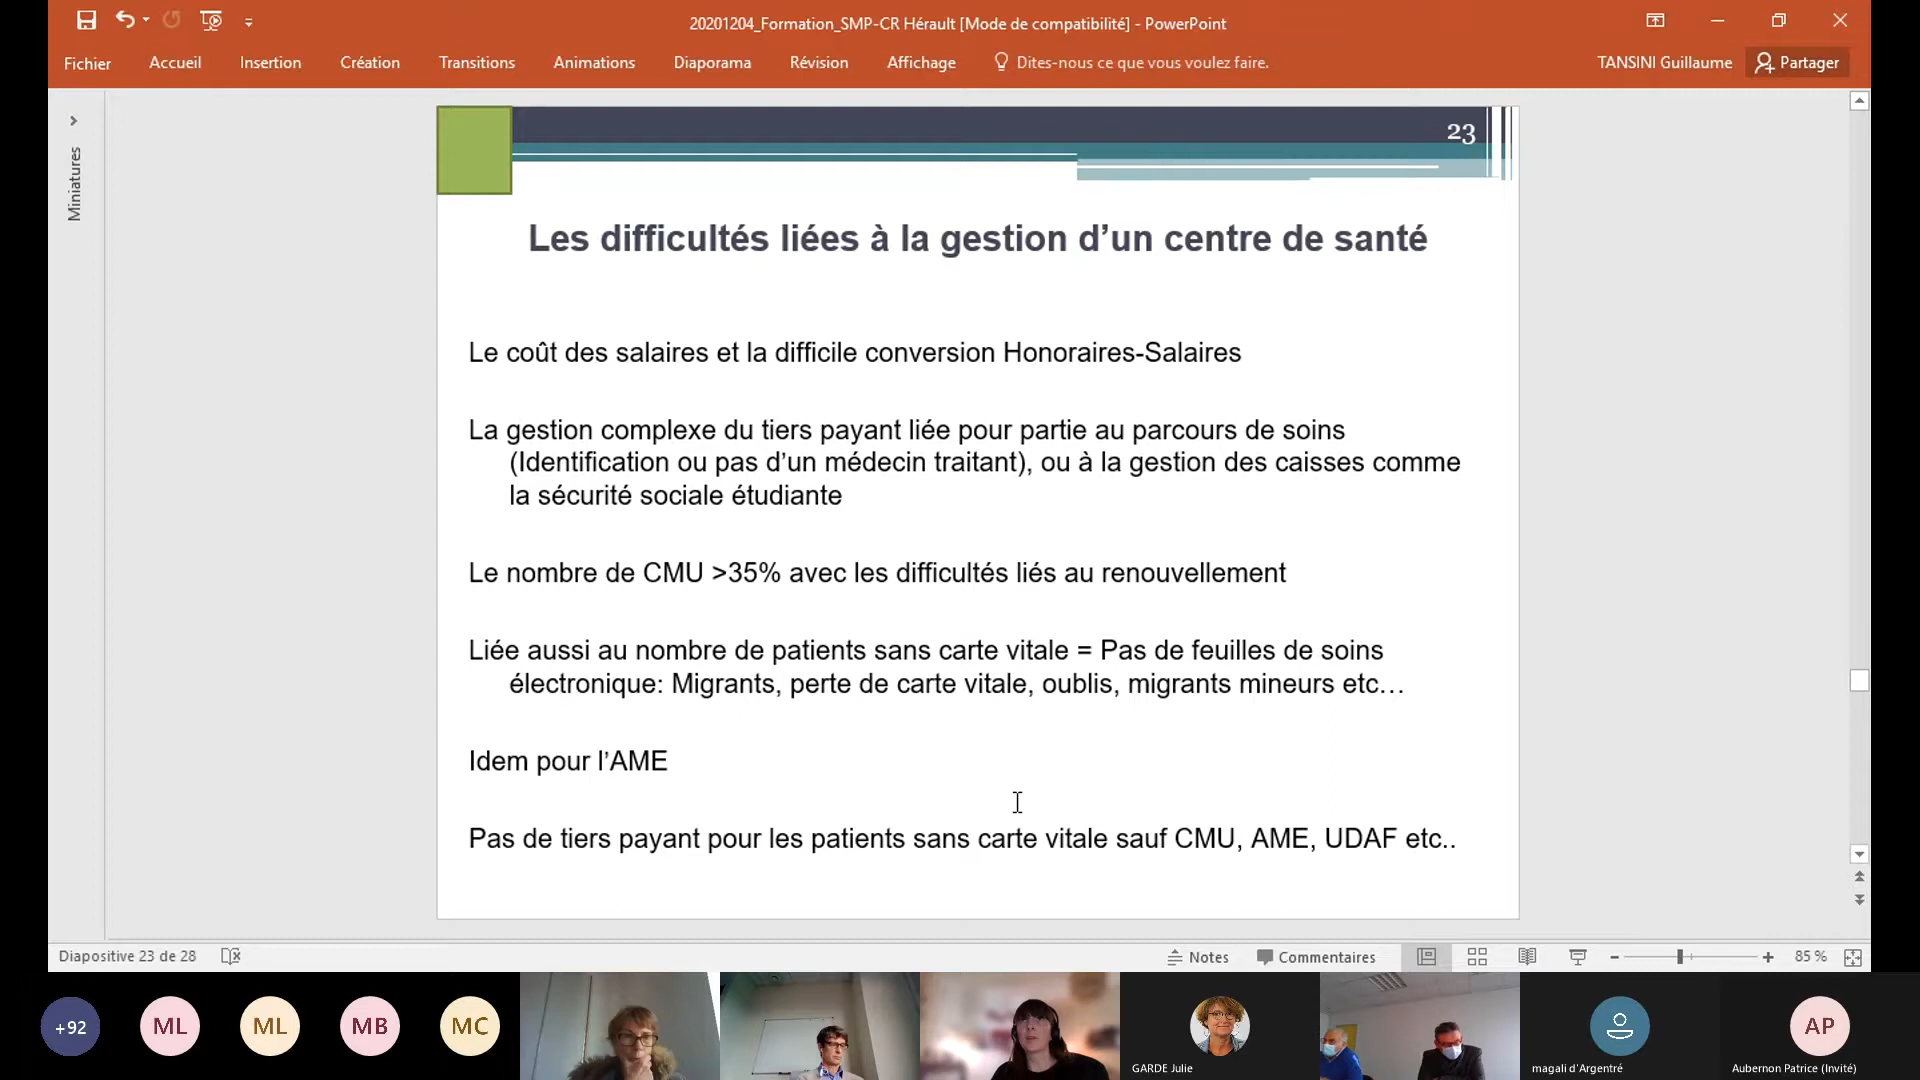 20201204_Formation_SMP-CR Hérault [Mode de compatibilité] - PowerPoint
Fichier Accueil Insertion Création Transitions Animations Diaporama Révision Affichage Dites-nous ce que vous voulez faire. TANSINI Guillaume Partager
Miniatures
23
Les difficultés liées à la gestion d’un centre de santé
Le coût des salaires et la difficile conversion Honoraires-Salaires
La gestion complexe du tiers payant liée pour partie au parcours de soins
(Identification ou pas d’un médecin traitant), ou à la gestion des caisses comme
la sécurité sociale étudiante
Le nombre de CMU >35% avec les difficultés liés au renouvellement
Liée aussi au nombre de patients sans carte vitale = Pas de feuilles de soins
électronique: Migrants, perte de carte vitale, oublis, migrants mineurs etc…
Idem pour l’AME
Pas de tiers payant pour les patients sans carte vitale sauf CMU, AME, UDAF etc..
Diapositive 23 de 28 Notes Commentaires 85 %
+92 ML ML MB MC AP
GARDE Julie magali d'Argentré Aubernon Patrice (Invité)